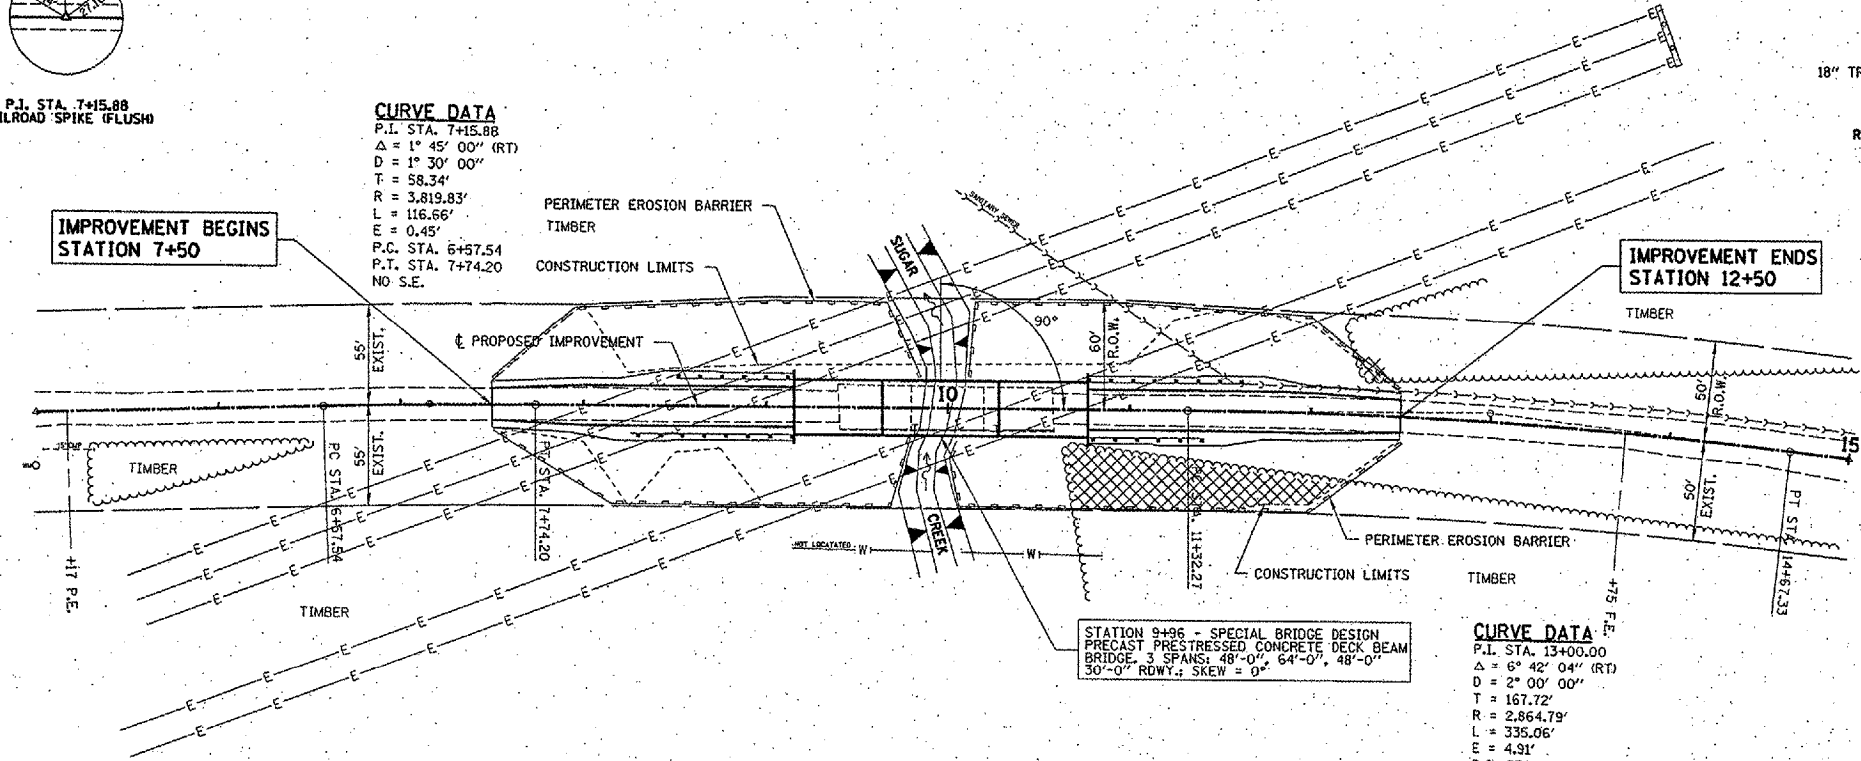 27.10
P.I. STA. 7+15.88
ILROAD SPIKE (FLUSH)
CURVE DATA
P.I. STA. 7+15.88
Δ = 1° 45' 00" (RT)
D = 1° 30' 00"
T = 58.34'
R = 3,819.83'
L = 116.66'
E = 0.45'
P.C. STA. 6+57.54
P.T. STA. 7+74.20
NO S.E.
IMPROVEMENT BEGINS
STATION 7+50
PERIMETER EROSION BARRIER
TIMBER
CONSTRUCTION LIMITS
SANITARY SEWER
SUGAR
18" TR
R
IMPROVEMENT ENDS
STATION 12+50
TIMBER
55'
EXIST.
℄ PROPOSED IMPROVEMENT
90°
60'
R.O.W.
50'
R.O.W.
10
15
55'
EXIST.
TIMBER
PC STA. 6+57.54
PT STA. 7+74.20
+17 P.E.
TIMBER
NOT LOCATATED
W
W
CREEK
11+32.27
50'
EXIST.
PT STA. 14+67.33
+75 F.E.
PERIMETER EROSION BARRIER
CONSTRUCTION LIMITS
TIMBER
STATION 9+96 - SPECIAL BRIDGE DESIGN
PRECAST PRESTRESSED CONCRETE DECK BEAM
BRIDGE. 3 SPANS: 48'-0", 64'-0", 48'-0"
30'-0" RDWY.; SKEW = 0°
CURVE DATA
P.I. STA. 13+00.00
Δ = 6° 42' 04" (RT)
D = 2° 00' 00"
T = 167.72'
R = 2,864.79'
L = 335.06'
E = 4.91'